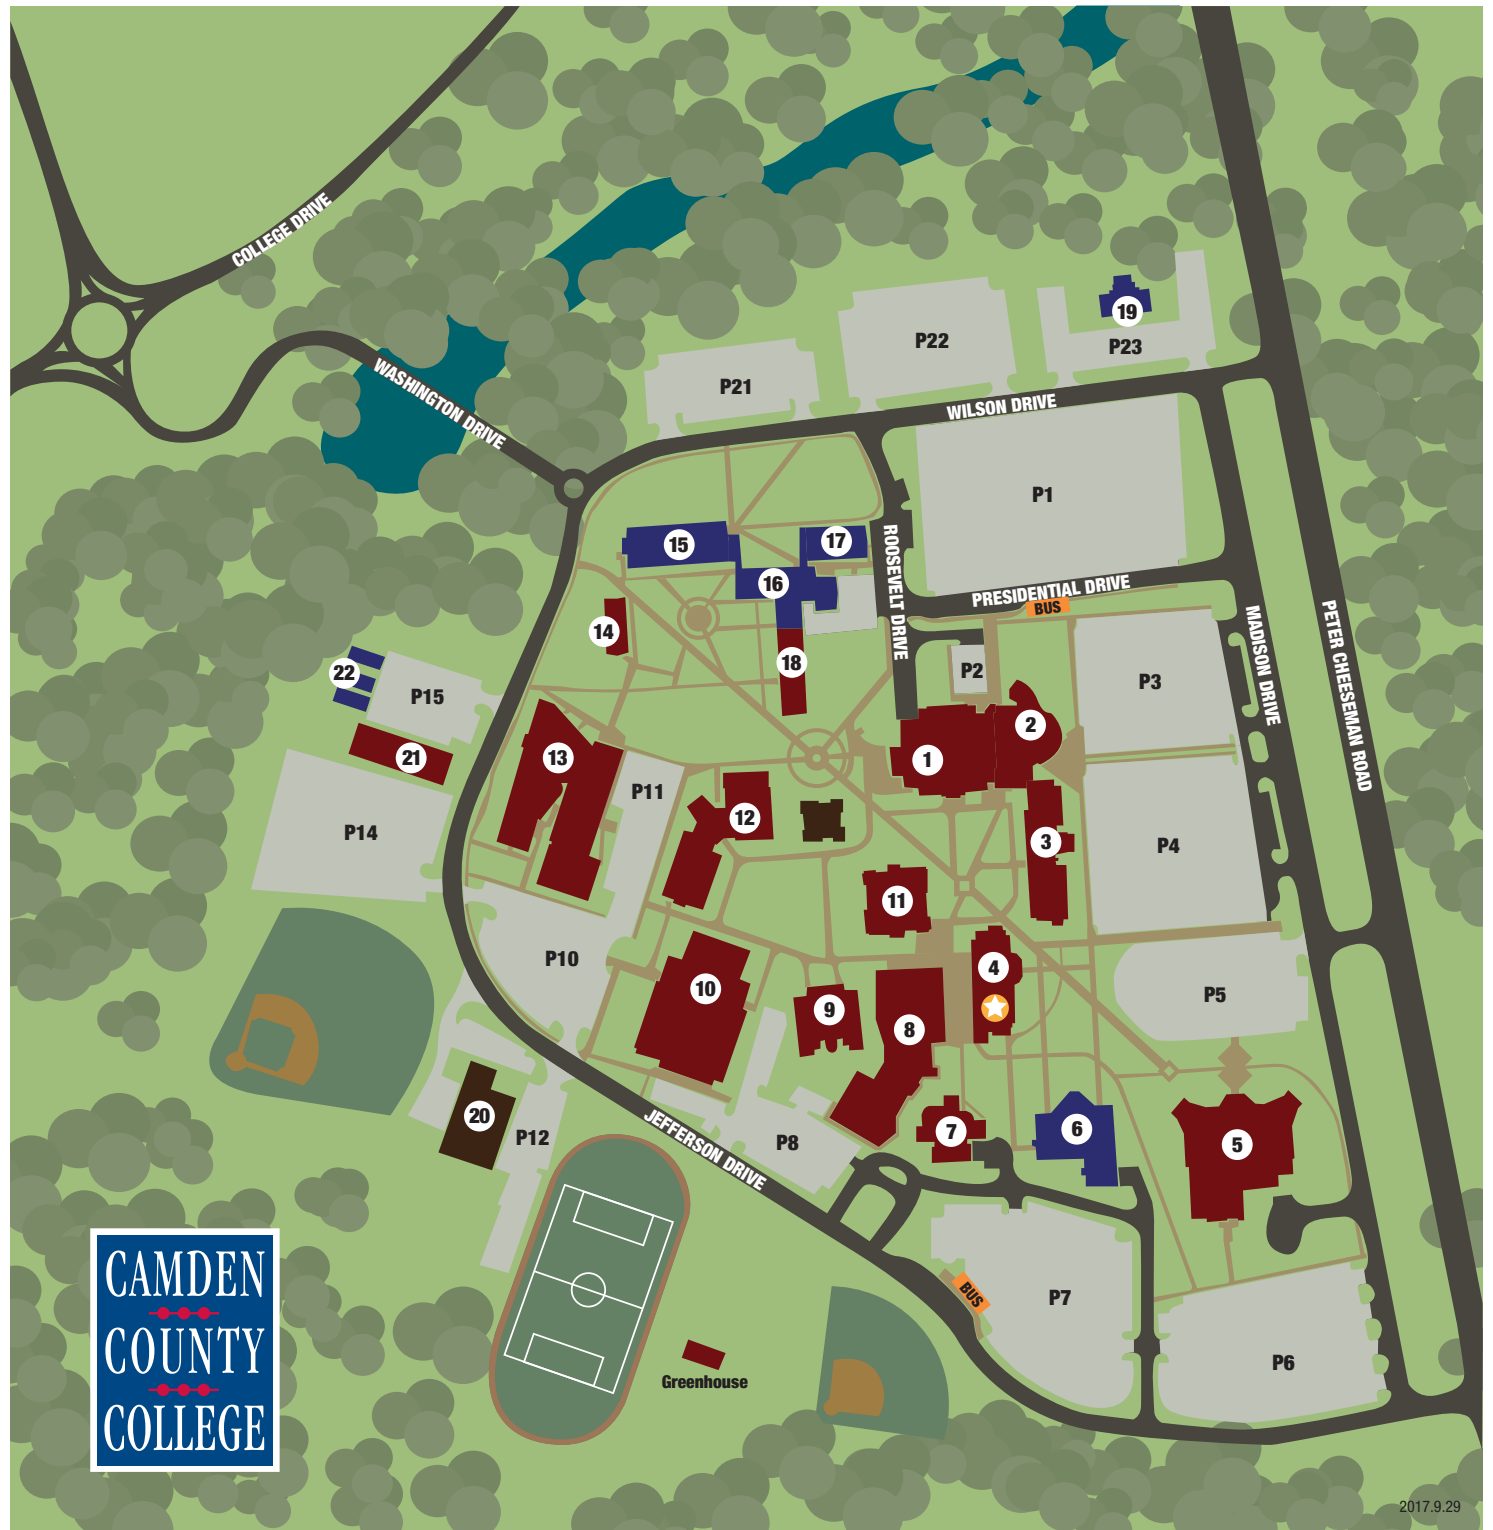 COLLEGE DRIVE
19
P22
P23
WASHINGTON DRIVE
P21
WILSON DRIVE
P1
15
17
16
ROOSEVELT DRIVE
PRESIDENTIAL DRIVE
BUS
MADISON DRIVE
PETER CHEESEMAN ROAD
14
18
22
P15
P2
P3
2
21
13
1
P11
12
3
P14
P4
11
P10
4
10
9
8
P5
20
P12
JEFFERSON DRIVE
P8
7
6
5
CAMDEN
COUNTY
COLLEGE
BUS
P7
P6
Greenhouse
2017.9.29